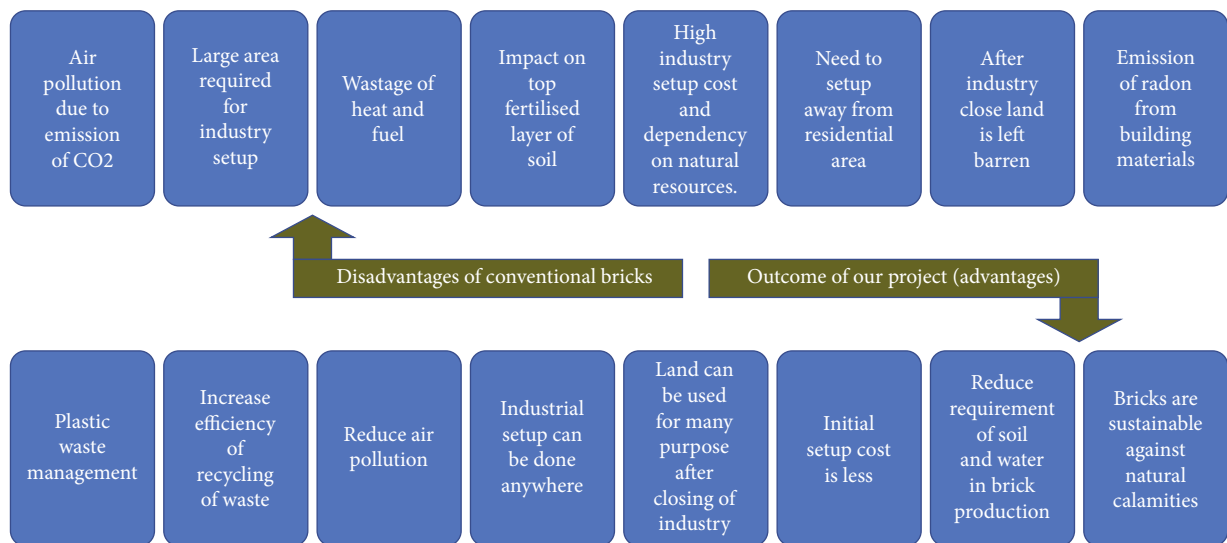 Air
pollution
due to
emission
of CO2
Large area
required
for
industry
setup
Wastage
of heat
and fuel
Impact on
top
fertilised
layer of
soil
High
industry
setup cost
and
dependency
on natural
resources.
Need to
setup
away from
residential
area
After
industry
close land
is left
barren
Emission
of radon
from
building
materials
Disadvantages of conventional bricks
Outcome of our project (advantages)
Plastic
waste
management
Increase
efficiency
of
recycling
of waste
Reduce air
pollution
Industrial
setup can
be done
anywhere
Land can
be used
for many
purpose
after
closing of
industry
Initial
setup cost
is less
Reduce
requirement
of soil
and water
in brick
production
Bricks are
sustainable
against
natural
calamities